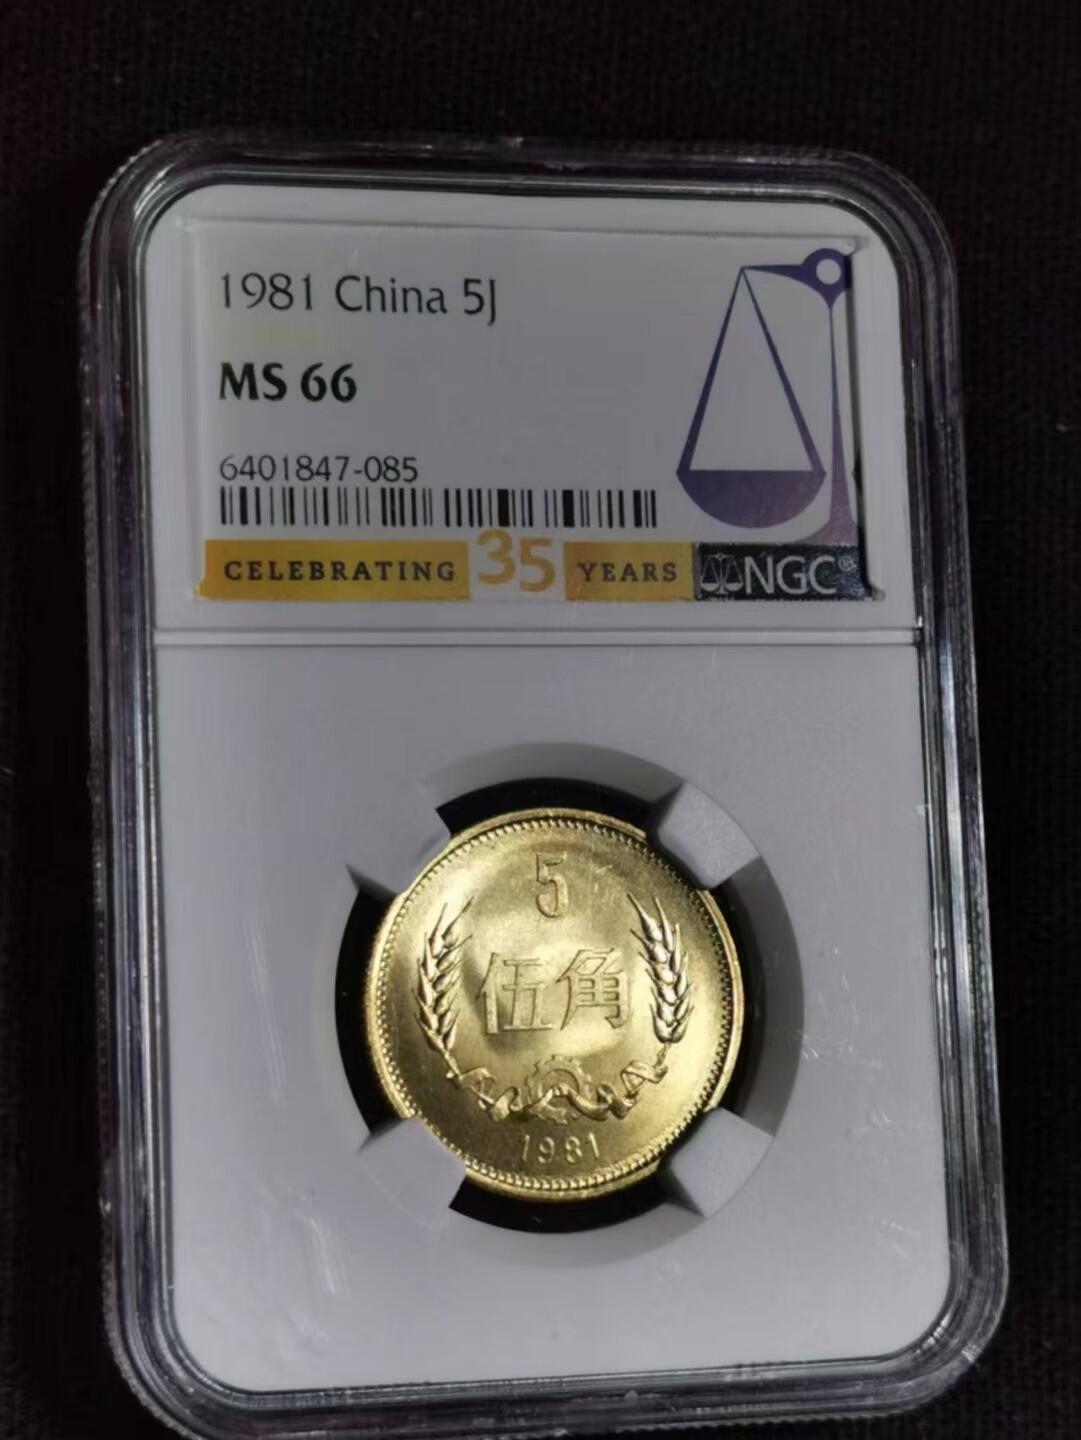 1981 China 5J
MS 66
6401847-085
CELEBRATING 35 YEARS NGC®
5
伍角
1981